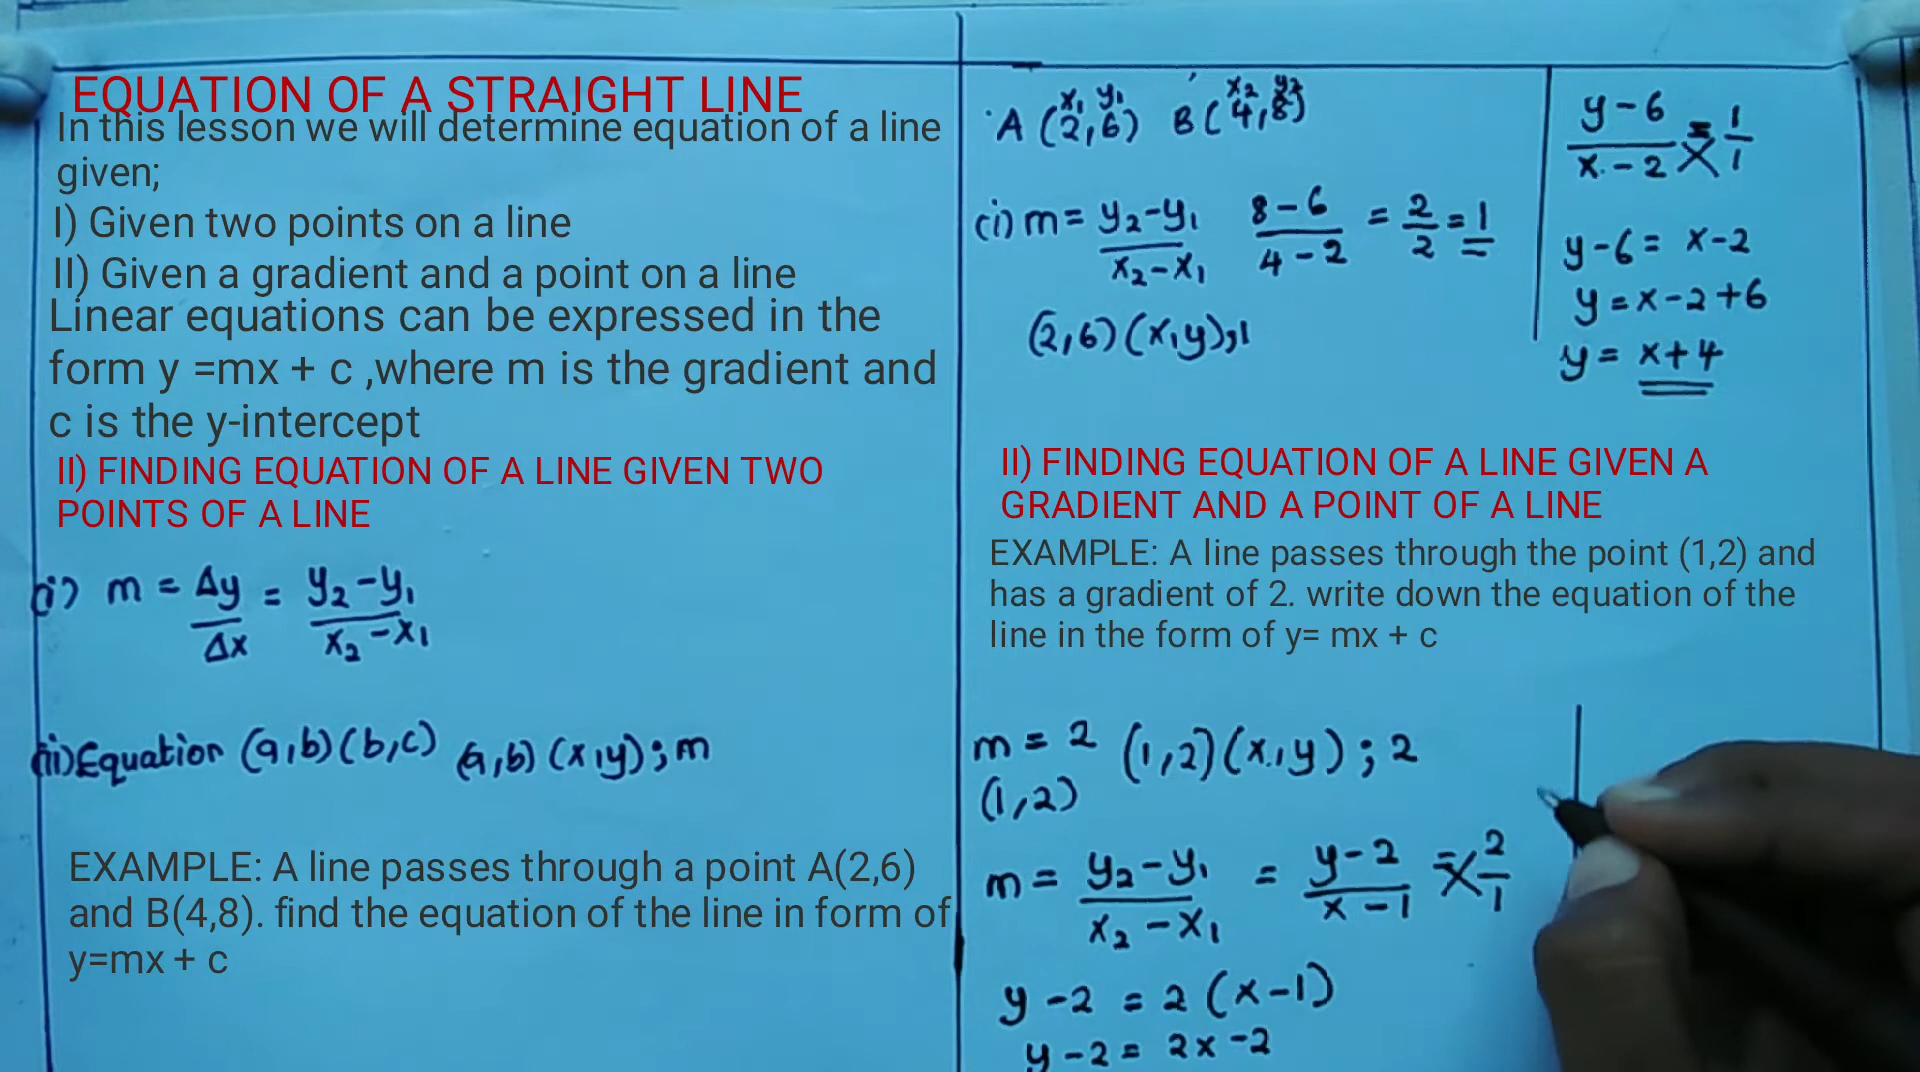 EQUATION OF A STRAIGHT LINE
In this lesson we will determine equation of a line
given;
I) Given two points on a line
II) Given a gradient and a point on a line
Linear equations can be expressed in the
form y =mx + c ,where m is the gradient and
c is the y-intercept
II) FINDING EQUATION OF A LINE GIVEN TWO
POINTS OF A LINE
(i) m = Δy/Δx = y₂-y₁/x₂-x₁
(ii) Equation (a,b) (b,c) (a,b) (x,y); m
EXAMPLE: A line passes through a point A(2,6)
and B(4,8). find the equation of the line in form of
y=mx + c
x₁ y₁ x₂ y₂
A (2,6) B (4,8)
(i) m = y₂-y₁/x₂-x₁ 8-6/4-2 = 2/2 = 1
(2,6) (x,y); 1
y-6/x-2 = 1/1
y-6 = x-2
y = x-2+6
y = x+4
II) FINDING EQUATION OF A LINE GIVEN A
GRADIENT AND A POINT OF A LINE
EXAMPLE: A line passes through the point (1,2) and
has a gradient of 2. write down the equation of the
line in the form of y= mx + c
m = 2 (1,2) (x,y); 2
(1,2)
m = y₂-y₁/x₂-x₁ = y-2/x-1 = 2/1
y-2 = 2(x-1)
y-2 = 2x-2